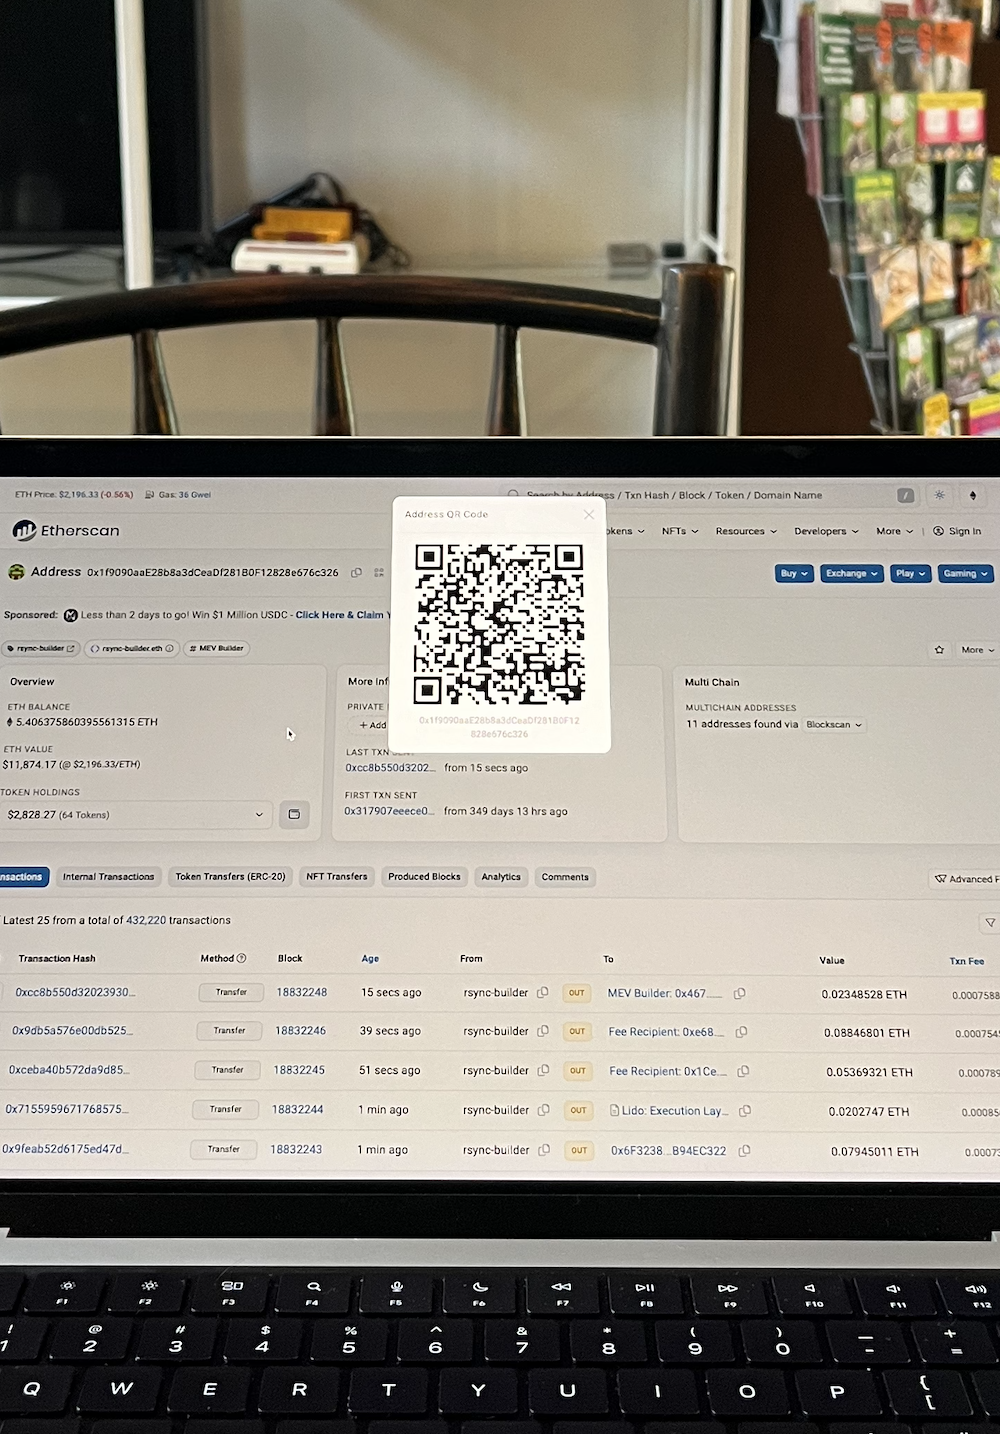 ETH Price: $2,196.33 (-0.56%) Gas: 36 Gwei
Search by Address / Txn Hash / Block / Token / Domain Name /
Etherscan
okens NFTs Resources Developers More Sign In
Address QR Code
Address 0x1f9090aaE28b8a3dCeaDf281B0F12828e676c326
Buy Exchange Play Gaming
Sponsored: Less than 2 days to go! Win $1 Million USDC - Click Here & Claim
rsync-builder rsync-builder.eth # MEV Builder
More
0x1f9090aaE28b8a3dCeaDf281B0F12
828e676c326
Overview
ETH BALANCE
5.406375860395561315 ETH
ETH VALUE
$11,874.17 (@ $2,196.33/ETH)
TOKEN HOLDINGS
$2,828.27 (64 Tokens)
More Inf
PRIVATE
+ Add
LAST TXN SENT
0xcc8b550d3202... from 15 secs ago
FIRST TXN SENT
0x317907eeece0... from 349 days 13 hrs ago
Multi Chain
MULTICHAIN ADDRESSES
11 addresses found via Blockscan
nsactions Internal Transactions Token Transfers (ERC-20) NFT Transfers Produced Blocks Analytics Comments
Advanced F
Latest 25 from a total of 432,220 transactions
Transaction Hash Method Block Age From To Value Txn Fee
0xcc8b550d32023930... Transfer 18832248 15 secs ago rsync-builder OUT MEV Builder: 0x467... 0.02348528 ETH 0.0007588
0x9db5a576e00db525... Transfer 18832246 39 secs ago rsync-builder OUT Fee Recipient: 0xe68... 0.08846801 ETH 0.000754
0xceba40b572da9d85... Transfer 18832245 51 secs ago rsync-builder OUT Fee Recipient: 0x1Ce... 0.05369321 ETH 0.000789
0x7155959671768575... Transfer 18832244 1 min ago rsync-builder OUT Lido: Execution Lay... 0.0202747 ETH 0.00085
0x9feab52d6175ed47d... Transfer 18832243 1 min ago rsync-builder OUT 0x6F3238...B94EC322 0.07945011 ETH 0.0007
F1 F2 F3 F4 F5 F6 F7 F8 F9 F10 F11 F12
! @ # $ % ^ & * ( ) — +
1 2 3 4 5 6 7 8 9 0 - =
Q W E R T Y U I O P { [